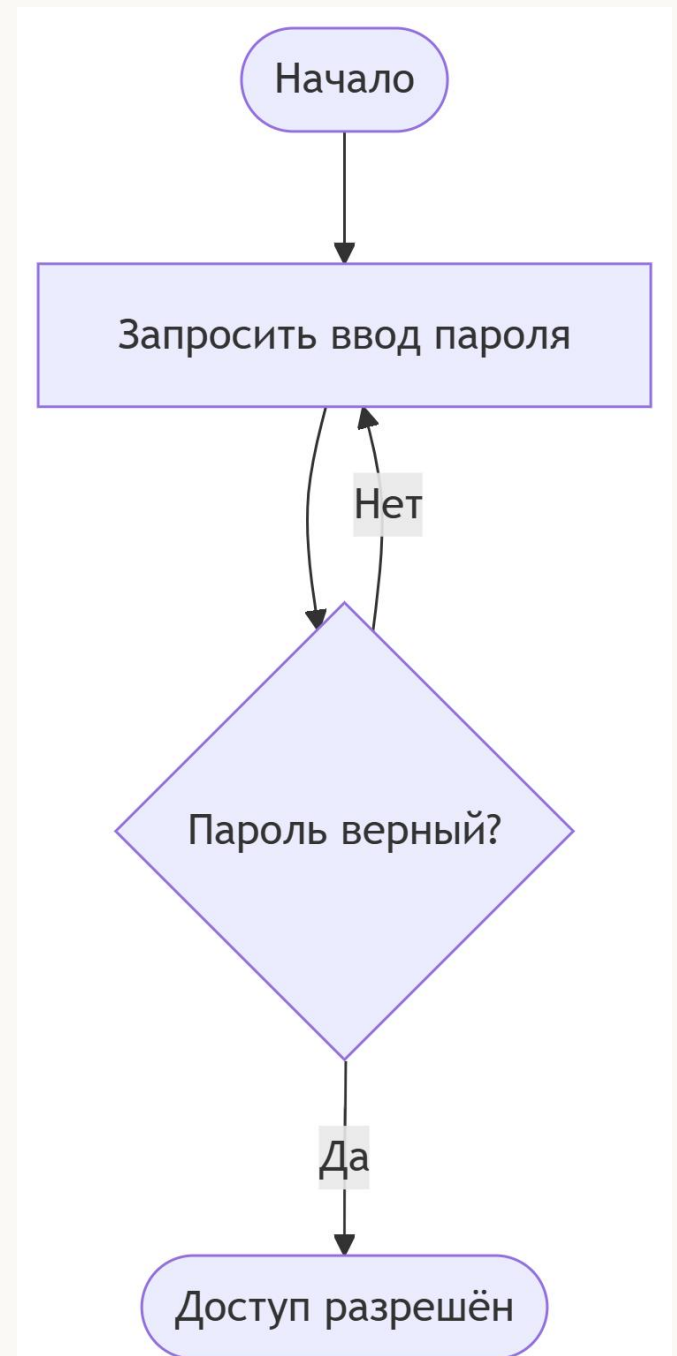 Начало
Запросить ввод пароля
Нет
Пароль верный?
Да
Доступ разрешён